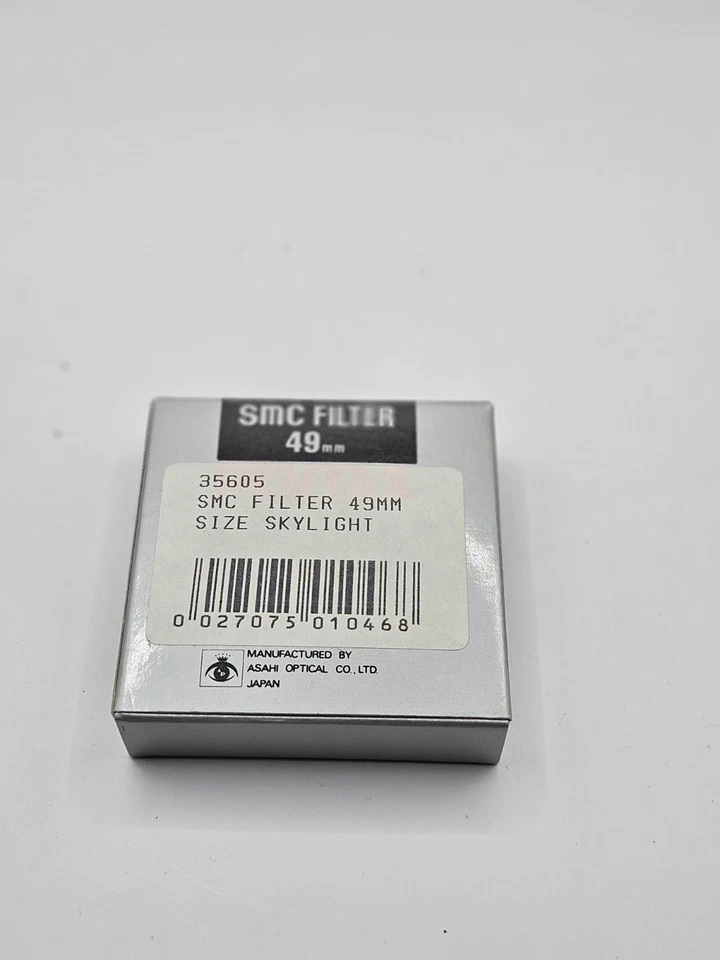 SMC FILTER
49mm
35605
SMC FILTER 49MM
SIZE SKYLIGHT
0 027075 010468
MANUFACTURED BY
ASAHI OPTICAL CO., LTD.
JAPAN